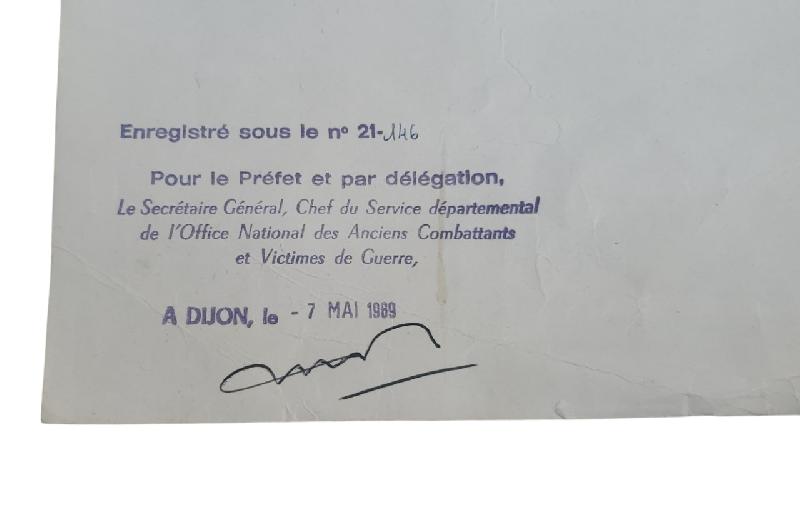 Enregistré sous le nº 21-146
Pour le Préfet et par délégation,
Le Secrétaire Général, Chef du Service départemental
de l'Office National des Anciens Combattants
et Victimes de Guerre,
A DIJON, le - 7 MAI 1989